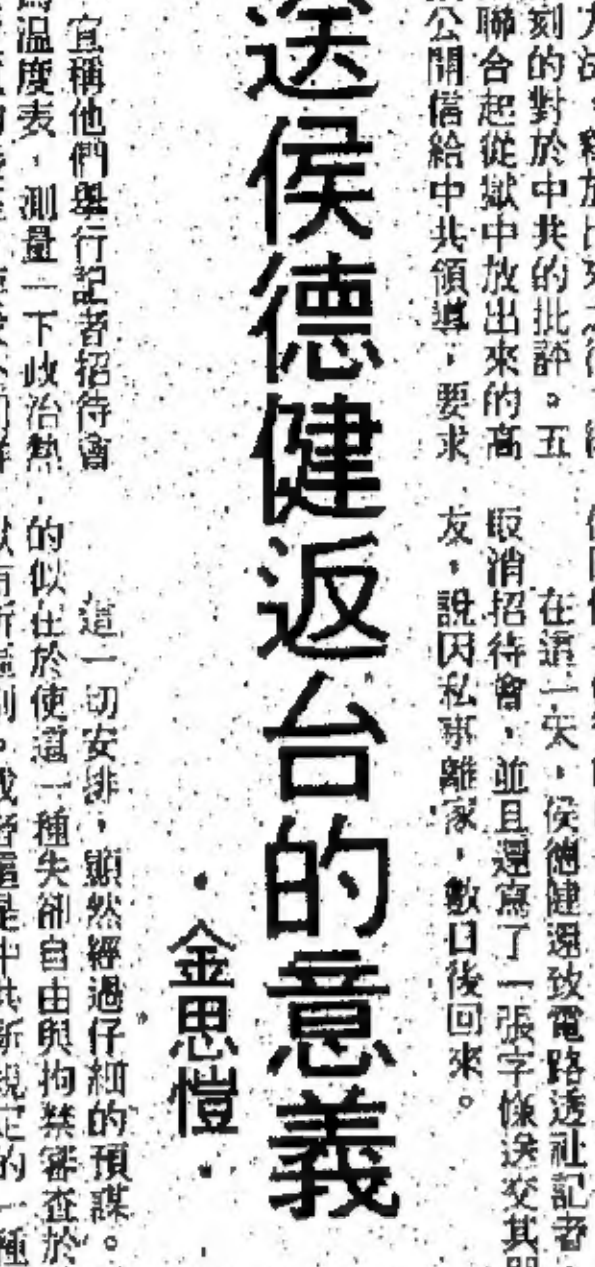 刻的對於中共的批評。五
聯合起從獄中放出來的高
公開信給中共領導，要求
在這一天，侯德健還致電路透社記者
取消招待會，並且還寫了一張字條送交其
友，說因私事離家，數日後回來。
送侯德健返台的意義
·金思愷·
宣稱他們舉行記者招待會
温度表，測量一下政治熱
這一切安排，顯然經過仔細的預謀。
的似在於使這一種失卻自由與拘禁審查於